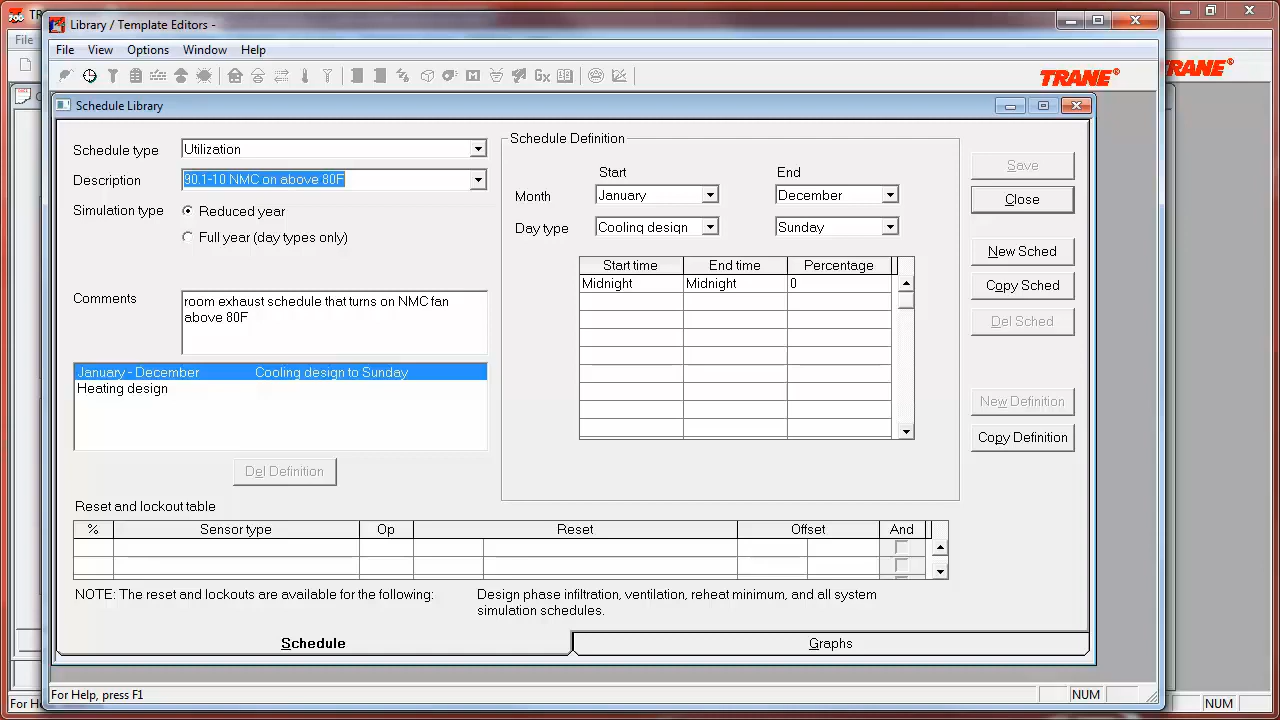 Library / Template Editors -
File View Options Window Help
File
Gx
TRANE®
Schedule Library
Schedule type Utilization
Description 90.1-10 NMC on above 80F
Simulation type Reduced year
Full year (day types only)
Comments room exhaust schedule that turns on NMC fan
above 80F
January - December Cooling design to Sunday
Heating design
Del Definition
Schedule Definition
Start End
Month January December
Day type Cooling design Sunday
Start time End time Percentage
Midnight Midnight 0
Save
Close
New Sched
Copy Sched
Del Sched
New Definition
Copy Definition
Reset and lockout table
% Sensor type Op Reset Offset And
NOTE: The reset and lockouts are available for the following: Design phase infiltration, ventilation, reheat minimum, and all system
simulation schedules.
Schedule Graphs
For Help, press F1 NUM
For He NUM